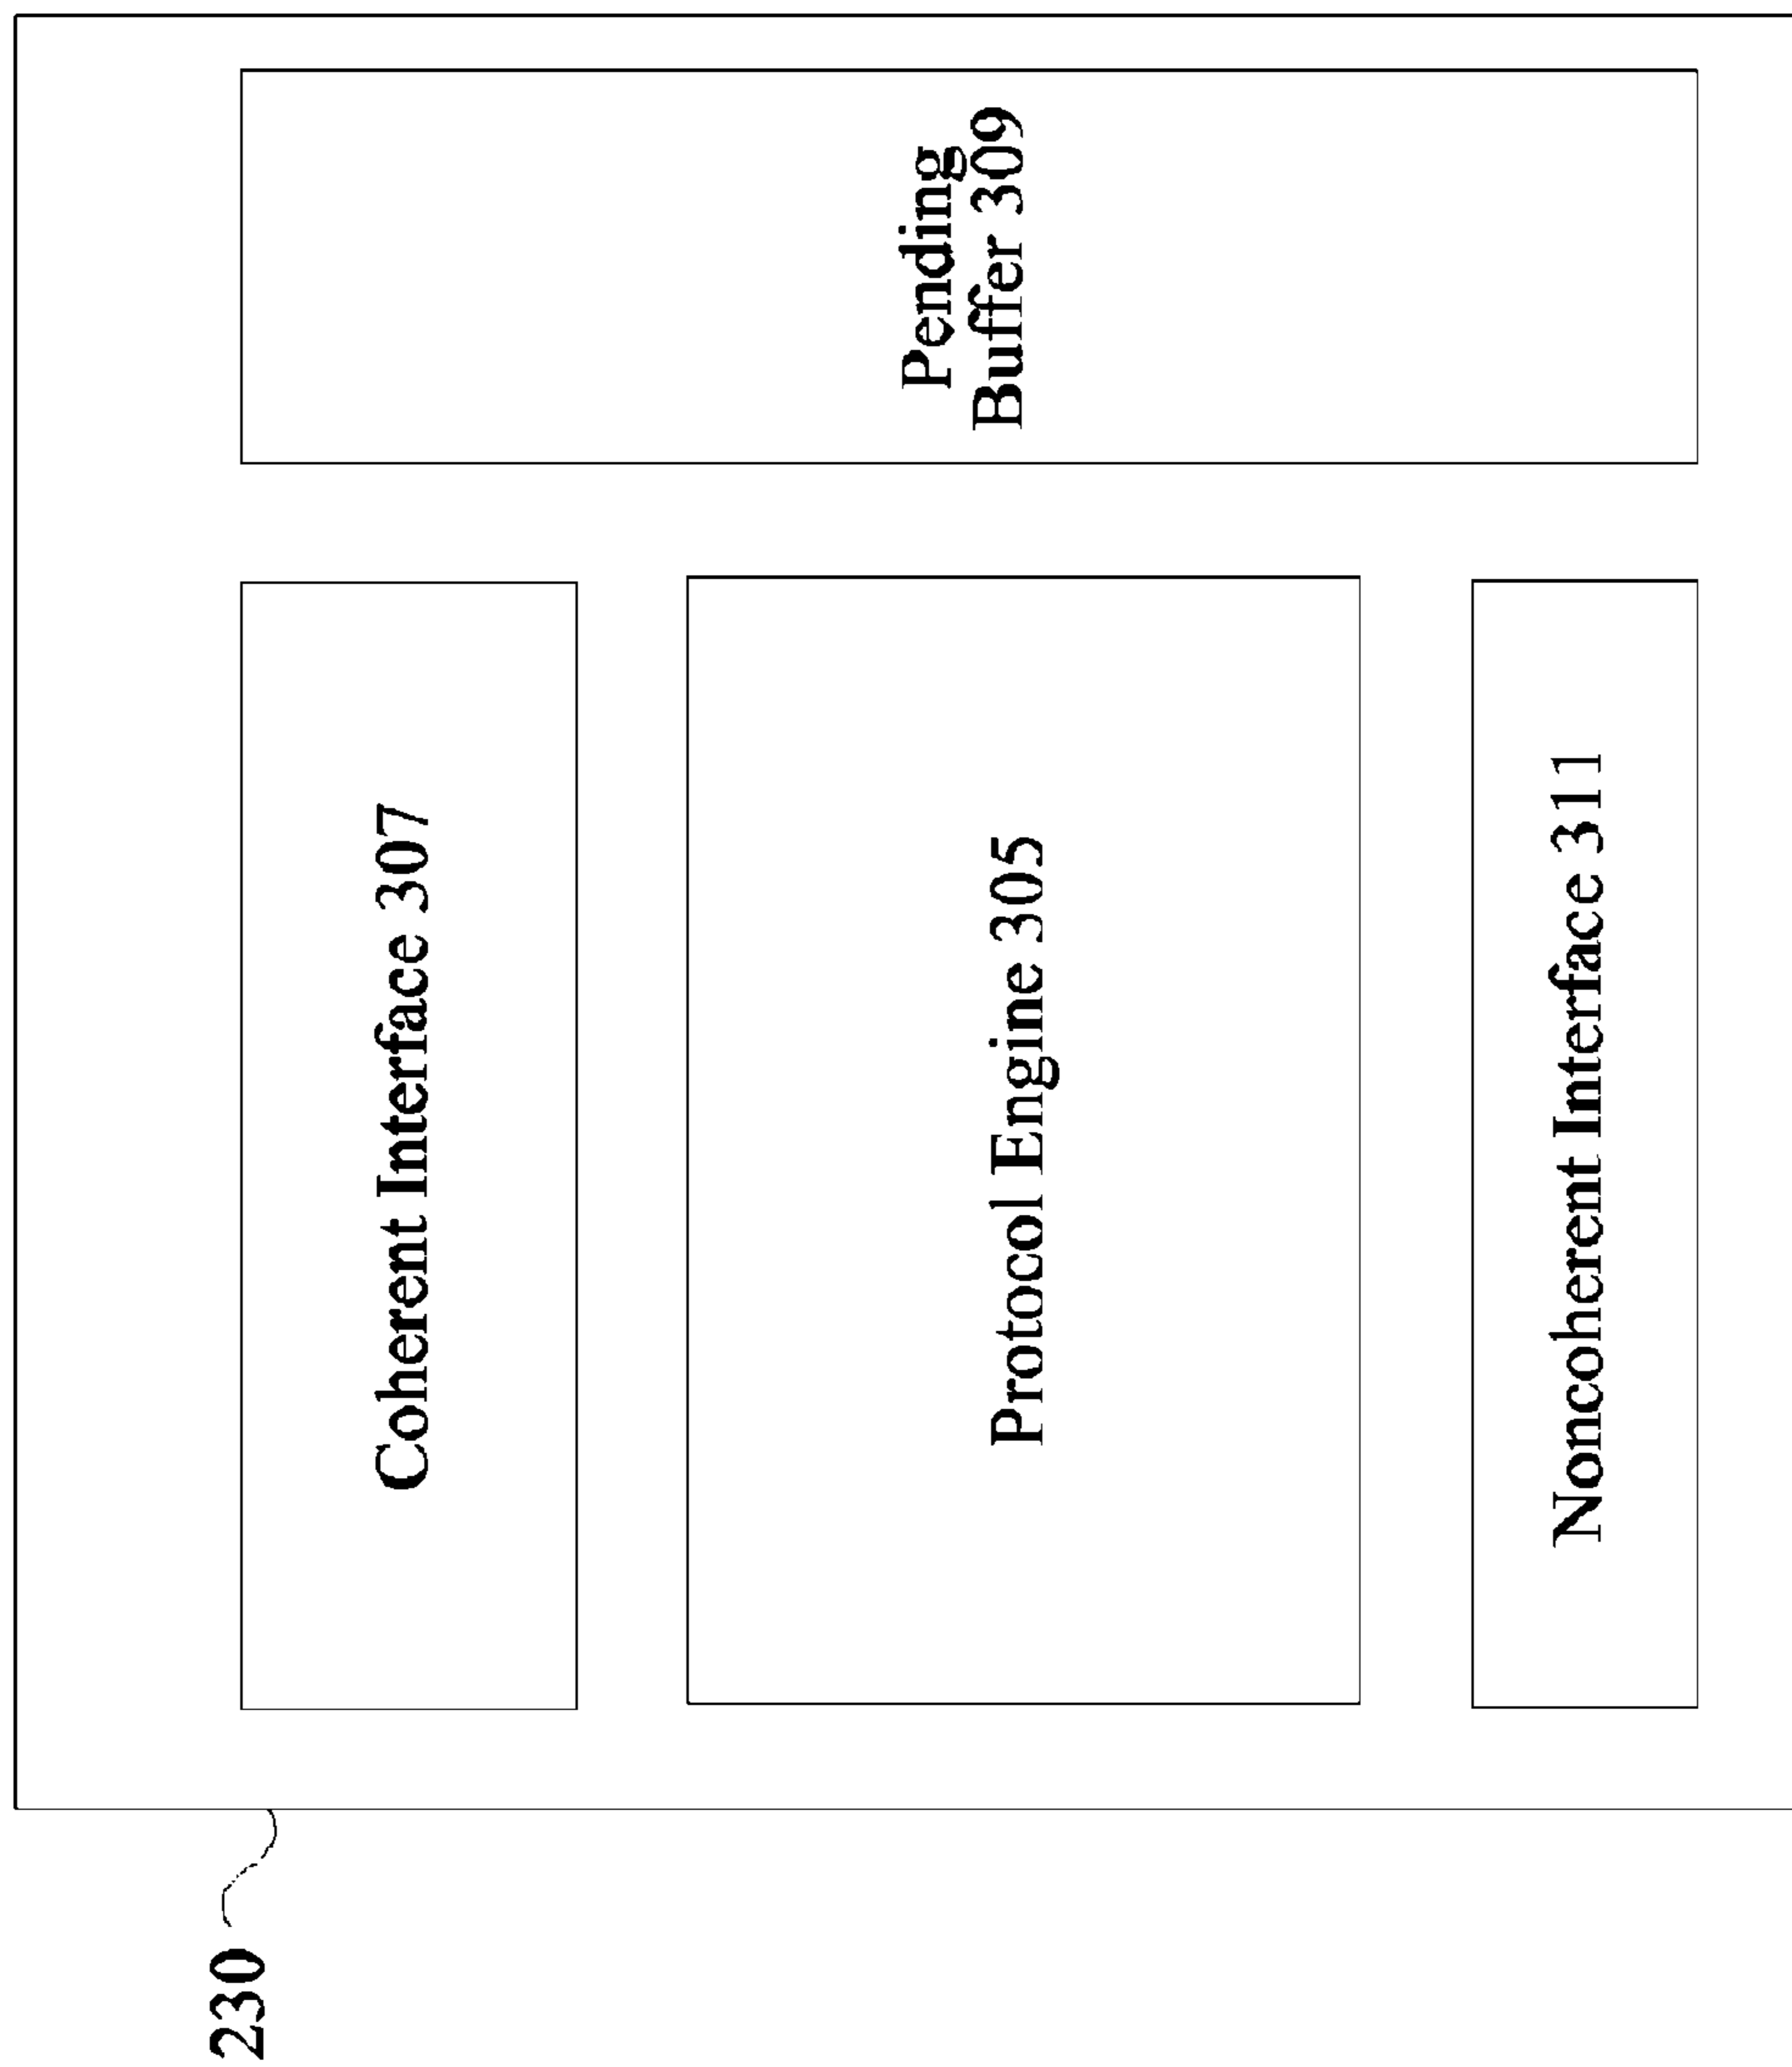 230
Coherent Interface 307
Protocol Engine 305
Noncoherent Interface 311
Pending
Buffer 309